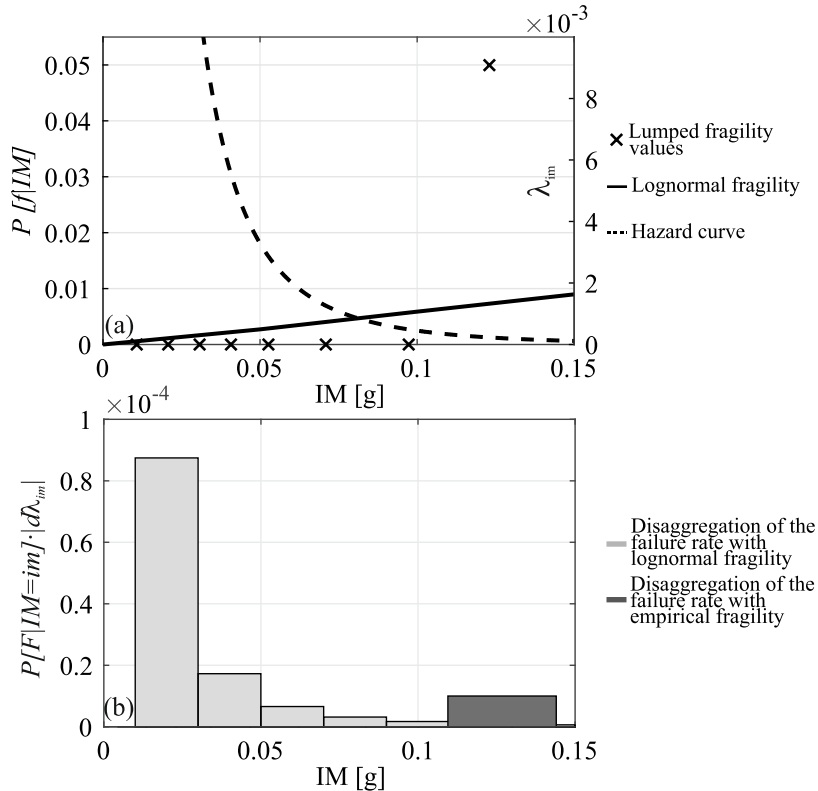 ×10⁻³
0.05
0.04
0.03
0.02
0.01
0
P [f|IM]
(a)
8
6
4
2
0
λim
0
0.05
0.1
0.15
IM [g]
Lumped fragility
values
Lognormal fragility
Hazard curve
×10⁻⁴
1
0.8
0.6
0.4
0.2
0
P[F|IM=im]·|dλim|
(b)
0
0.05
0.1
0.15
IM [g]
Disaggregation of the
failure rate with
lognormal fragility
Disaggregation of the
failure rate with
empirical fragility